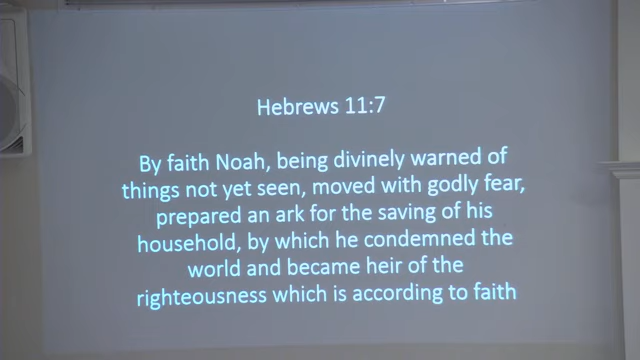 Hebrews 11:7
By faith Noah, being divinely warned of
things not yet seen, moved with godly fear,
prepared an ark for the saving of his
household, by which he condemned the
world and became heir of the
righteousness which is according to faith